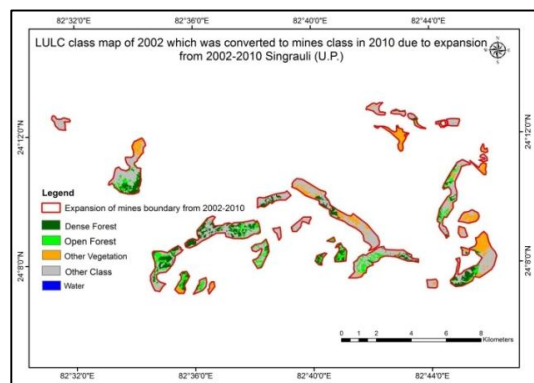 82°32'0"E 82°36'0"E 82°40'0"E 82°44'0"E
LULC class map of 2002 which was converted to mines class in 2010 due to expansion
from 2002-2010 Singrauli (U.P.)
24°12'0"N 24°12'0"N
Legend
Expansion of mines boundary from 2002-2010
Dense Forest
Open Forest
Other Vegetation
Other Class
Water
24°8'0"N 24°8'0"N
0 1 2 4 6 8
Kilometers
82°32'0"E 82°36'0"E 82°40'0"E 82°44'0"E